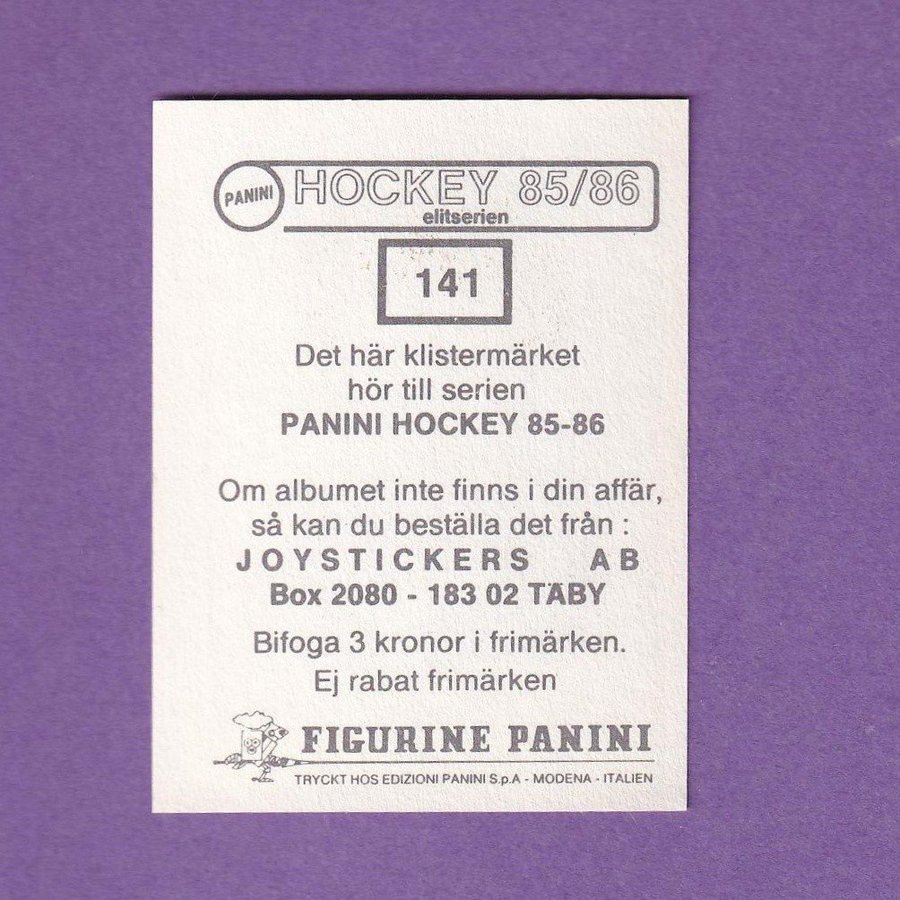 PANINI HOCKEY 85/86
elitserien
141
Det här klistermärket
hör till serien
PANINI HOCKEY 85-86
Om albumet inte finns i din affär,
så kan du beställa det från :
JOYSTICKERS AB
Box 2080 - 183 02 TÄBY
Bifoga 3 kronor i frimärken.
Ej rabat frimärken
FIGURINE PANINI
TRYCKT HOS EDIZIONI PANINI S.p.A - MODENA - ITALIEN